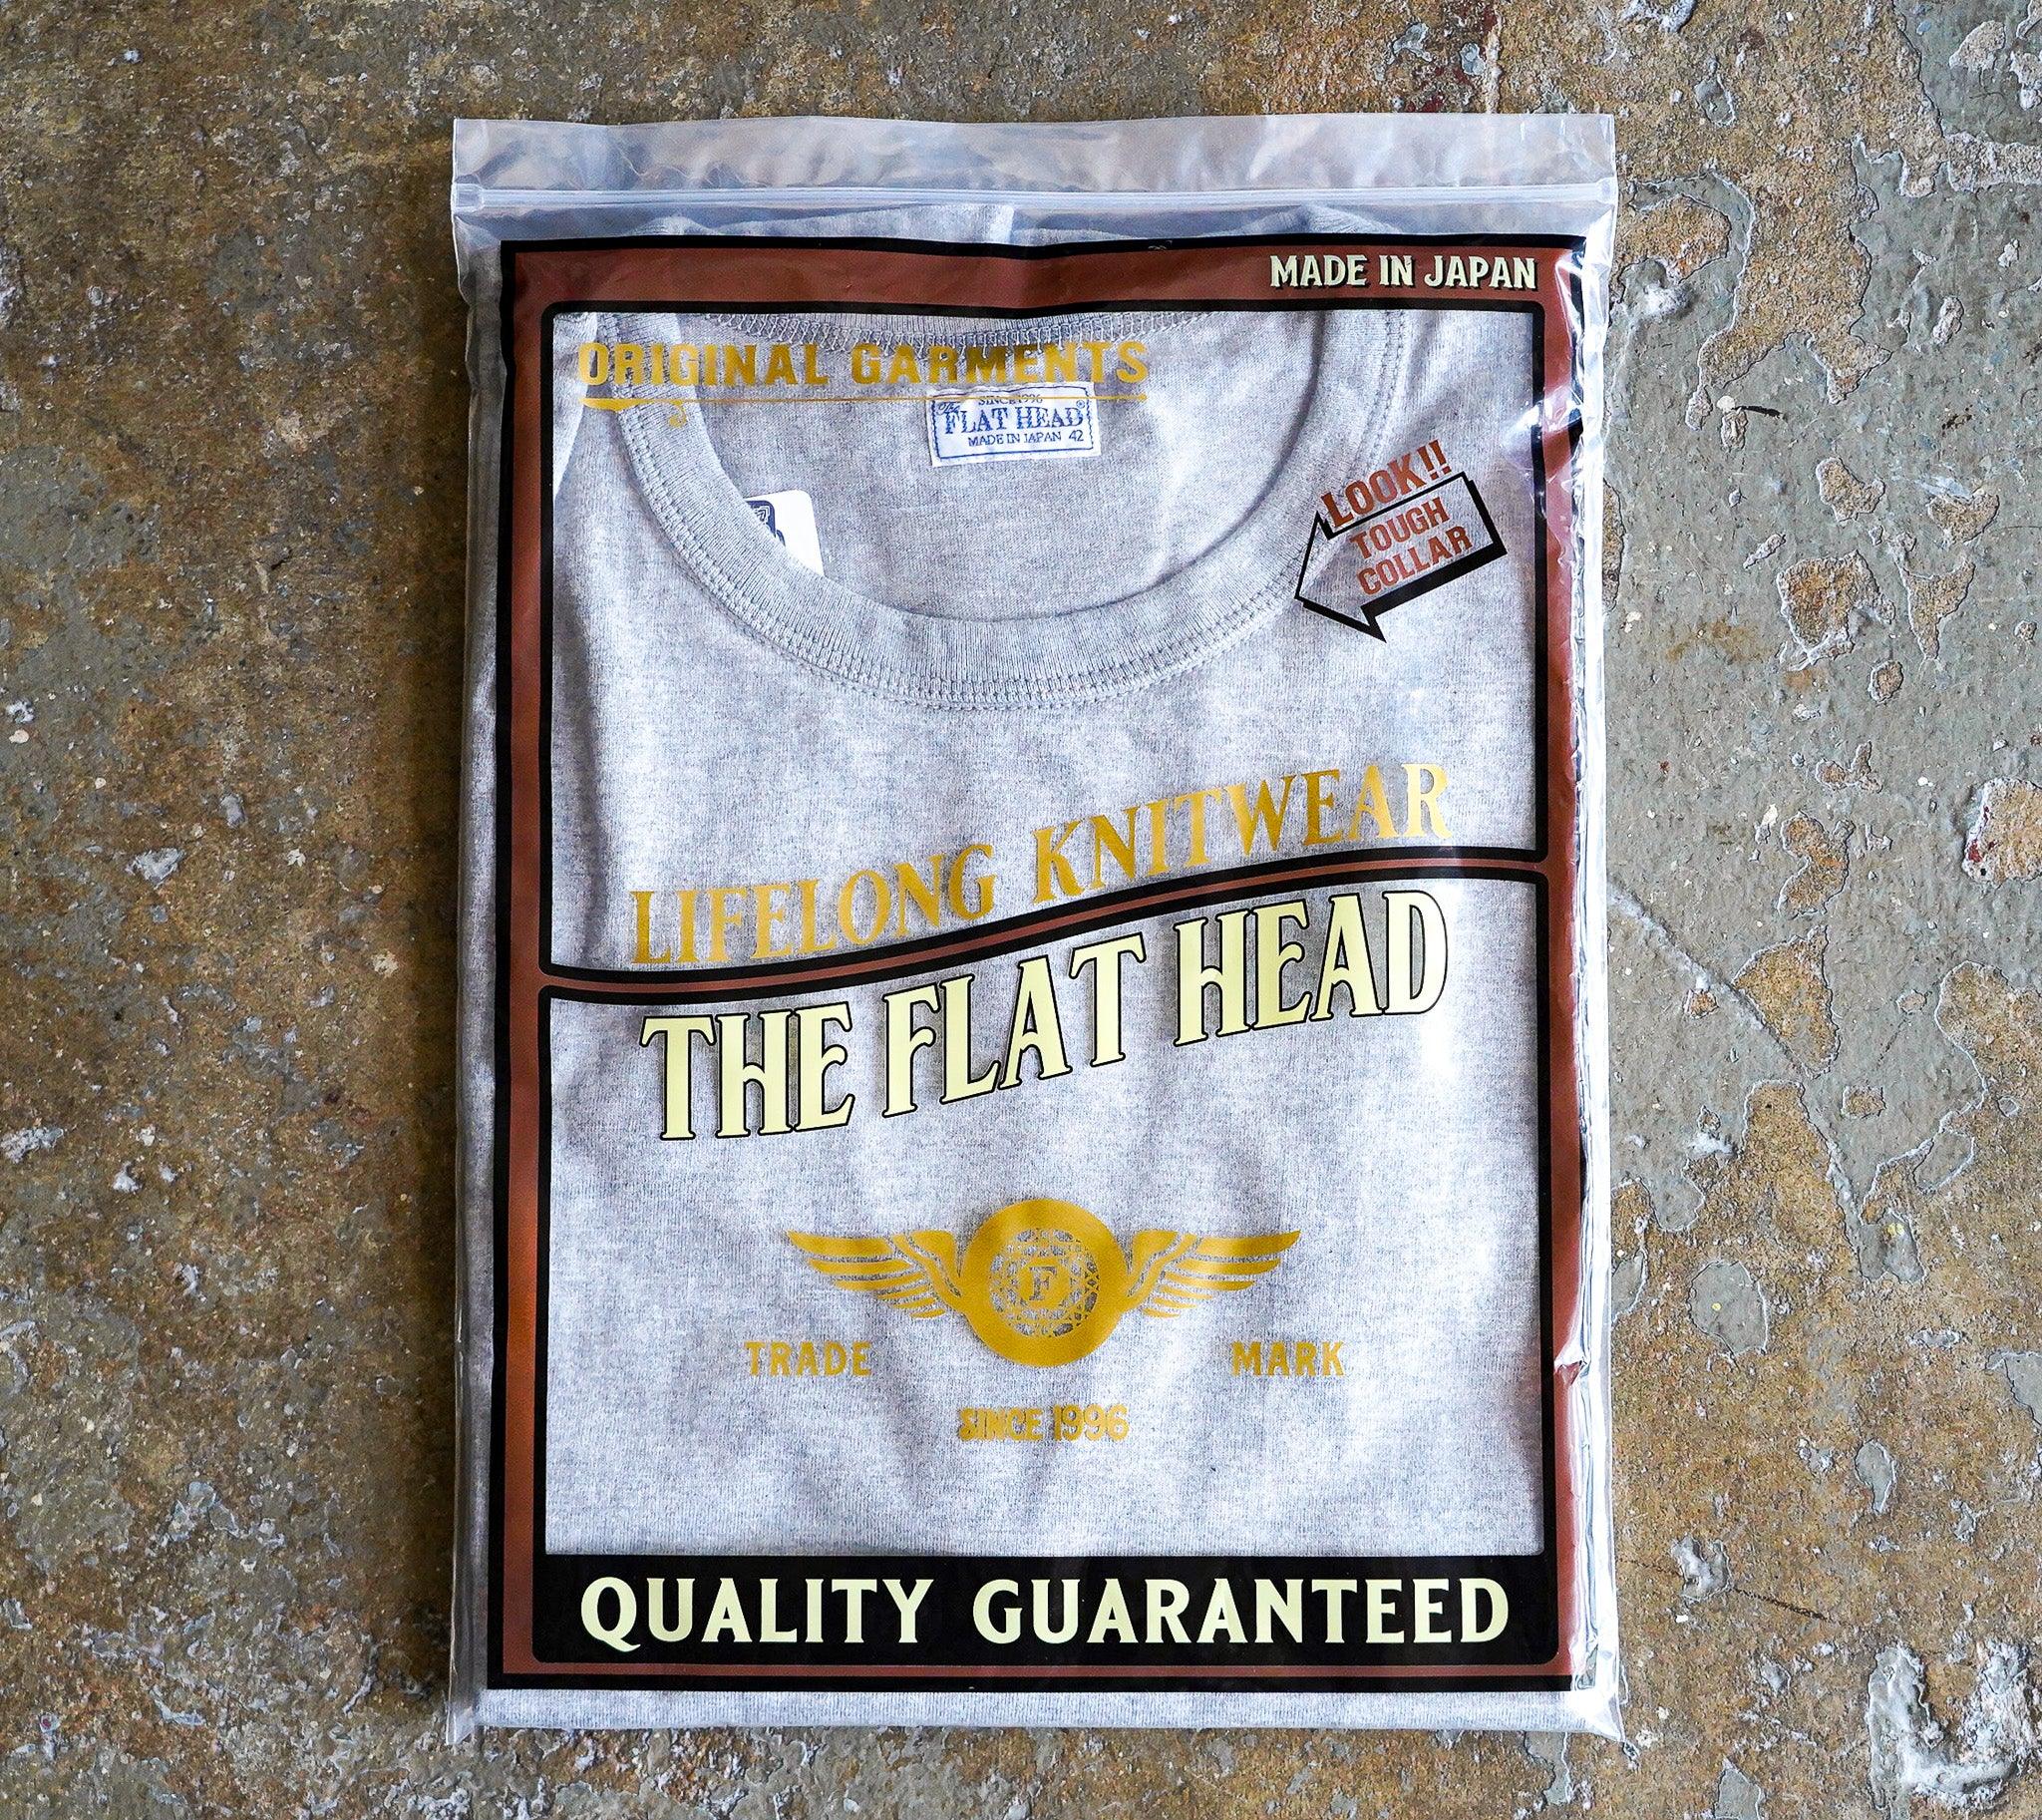 MADE IN JAPAN
ORIGINAL GARMENTS
SINCE 1996
The FLAT HEAD®
MADE IN JAPAN 42
LOOK!!
TOUGH
COLLAR
LIFELONG KNITWEAR
THE FLAT HEAD
F
TRADE MARK
SINCE 1996
QUALITY GUARANTEED